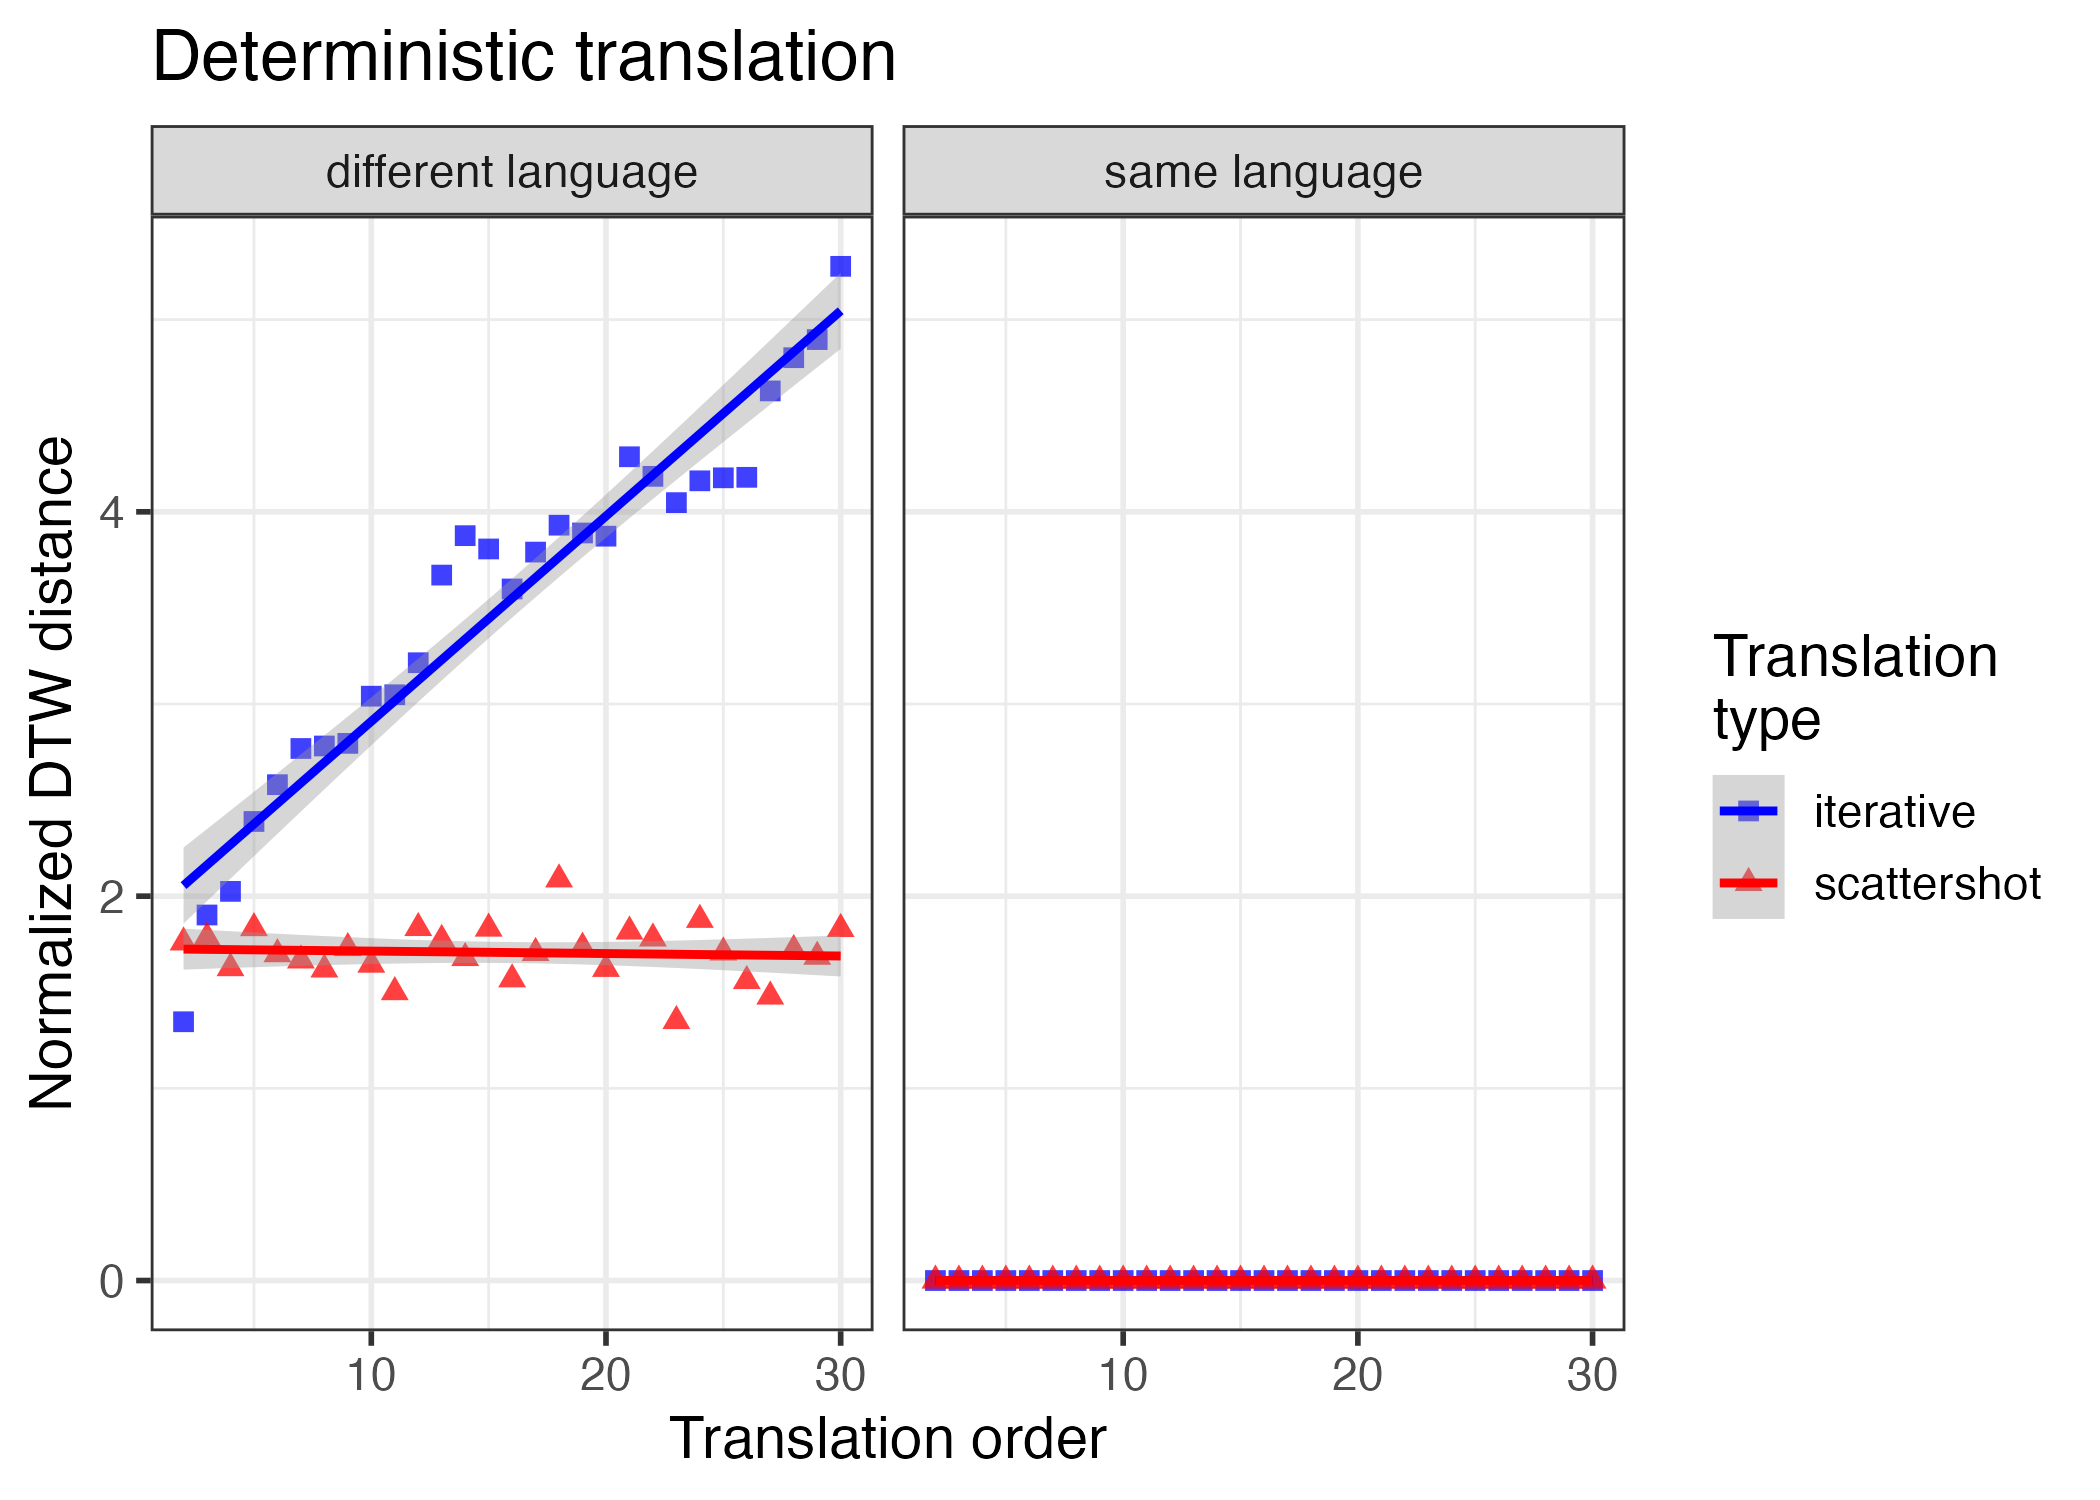 Deterministic translation
different language
same language
Normalized DTW distance
4
2
0
10
20
30
10
20
30
Translation order
Translation
type
iterative
scattershot